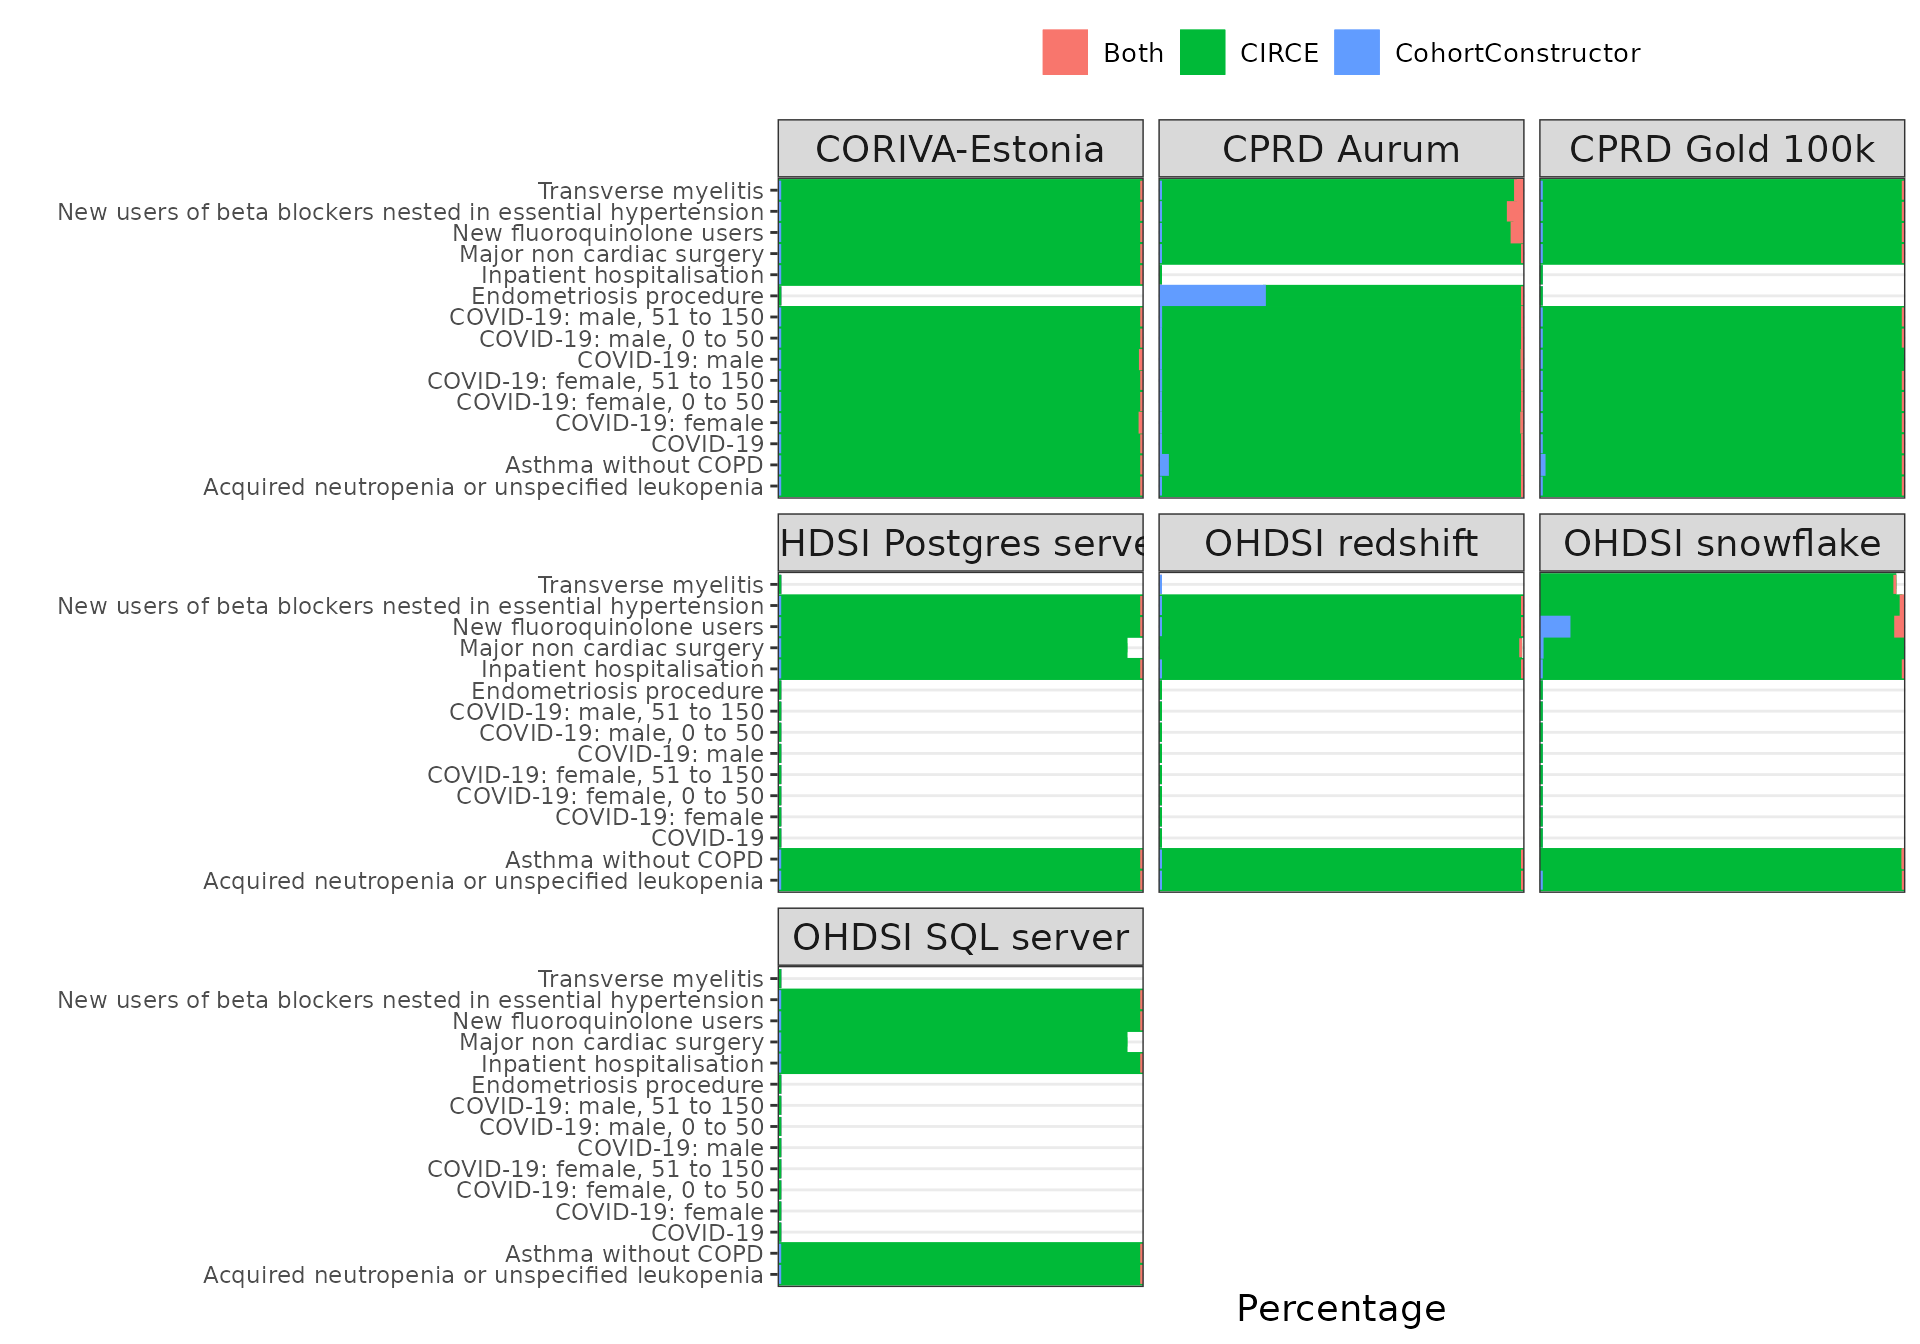 Both CIRCE CohortConstructor
CORIVA-Estonia CPRD Aurum CPRD Gold 100k
Transverse myelitis
New users of beta blockers nested in essential hypertension
New fluoroquinolone users
Major non cardiac surgery
Inpatient hospitalisation
Endometriosis procedure
COVID-19: male, 51 to 150
COVID-19: male, 0 to 50
COVID-19: male
COVID-19: female, 51 to 150
COVID-19: female, 0 to 50
COVID-19: female
COVID-19
Asthma without COPD
Acquired neutropenia or unspecified leukopenia
HDSI Postgres serve OHDSI redshift OHDSI snowflake
Transverse myelitis
New users of beta blockers nested in essential hypertension
New fluoroquinolone users
Major non cardiac surgery
Inpatient hospitalisation
Endometriosis procedure
COVID-19: male, 51 to 150
COVID-19: male, 0 to 50
COVID-19: male
COVID-19: female, 51 to 150
COVID-19: female, 0 to 50
COVID-19: female
COVID-19
Asthma without COPD
Acquired neutropenia or unspecified leukopenia
OHDSI SQL server
Transverse myelitis
New users of beta blockers nested in essential hypertension
New fluoroquinolone users
Major non cardiac surgery
Inpatient hospitalisation
Endometriosis procedure
COVID-19: male, 51 to 150
COVID-19: male, 0 to 50
COVID-19: male
COVID-19: female, 51 to 150
COVID-19: female, 0 to 50
COVID-19: female
COVID-19
Asthma without COPD
Acquired neutropenia or unspecified leukopenia
Percentage